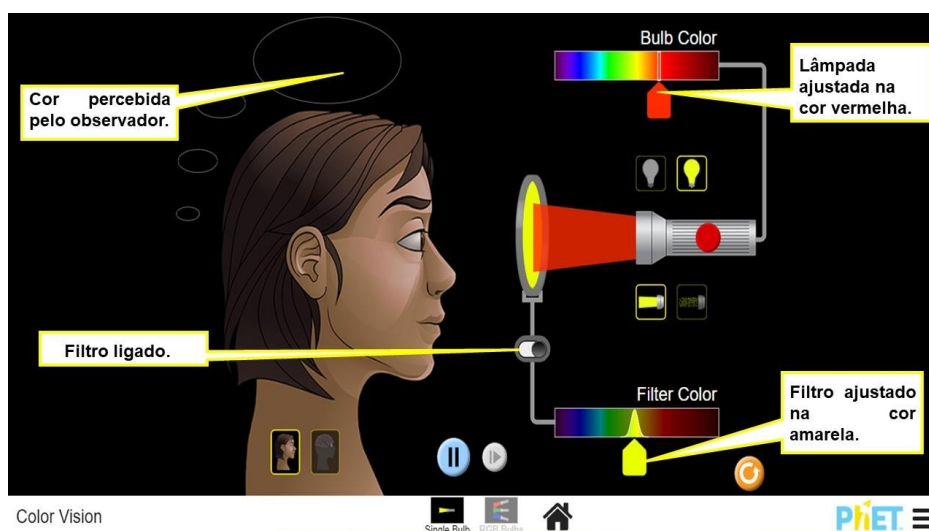 Bulb Color
Lâmpada
ajustada na
cor vermelha.
Cor percebida
pelo observador.
Filtro ligado.
Filter Color
Filtro ajustado
na cor
amarela.
Color Vision
Single Bulb
RGB Bulbs
PhET